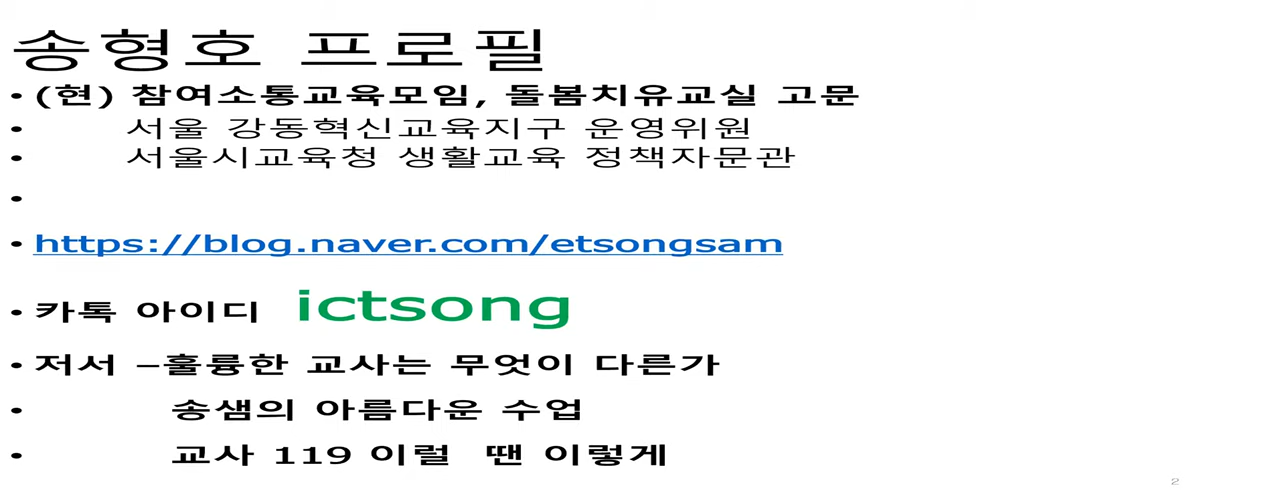 송형호 프로필
• (현) 참여소통교육모임, 돌봄치유교실 고문
• 서울 강동혁신교육지구 운영위원
• 서울시교육청 생활교육 정책자문관
•
• https://blog.naver.com/etsongsam
• 카톡 아이디 ictsong
• 저서 –훌륭한 교사는 무엇이 다른가
• 송샘의 아름다운 수업
• 교사 119 이럴 땐 이렇게
2